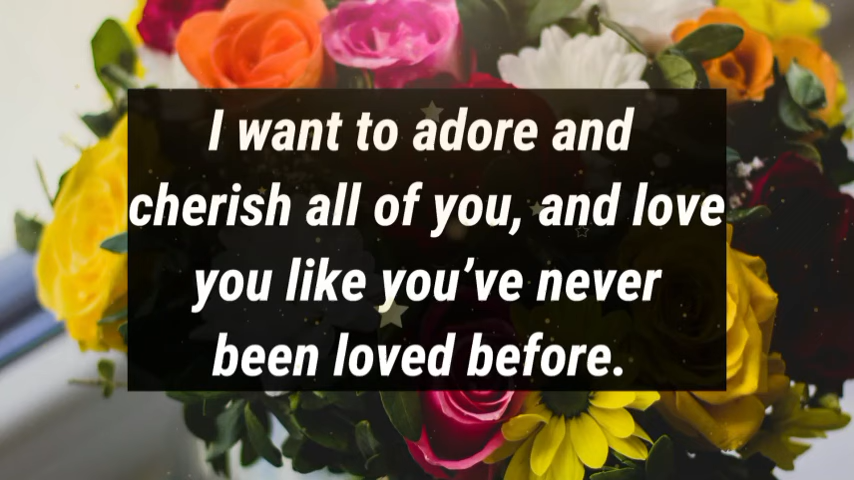 I want to adore and
cherish all of you, and love
you like you’ve never
been loved before.